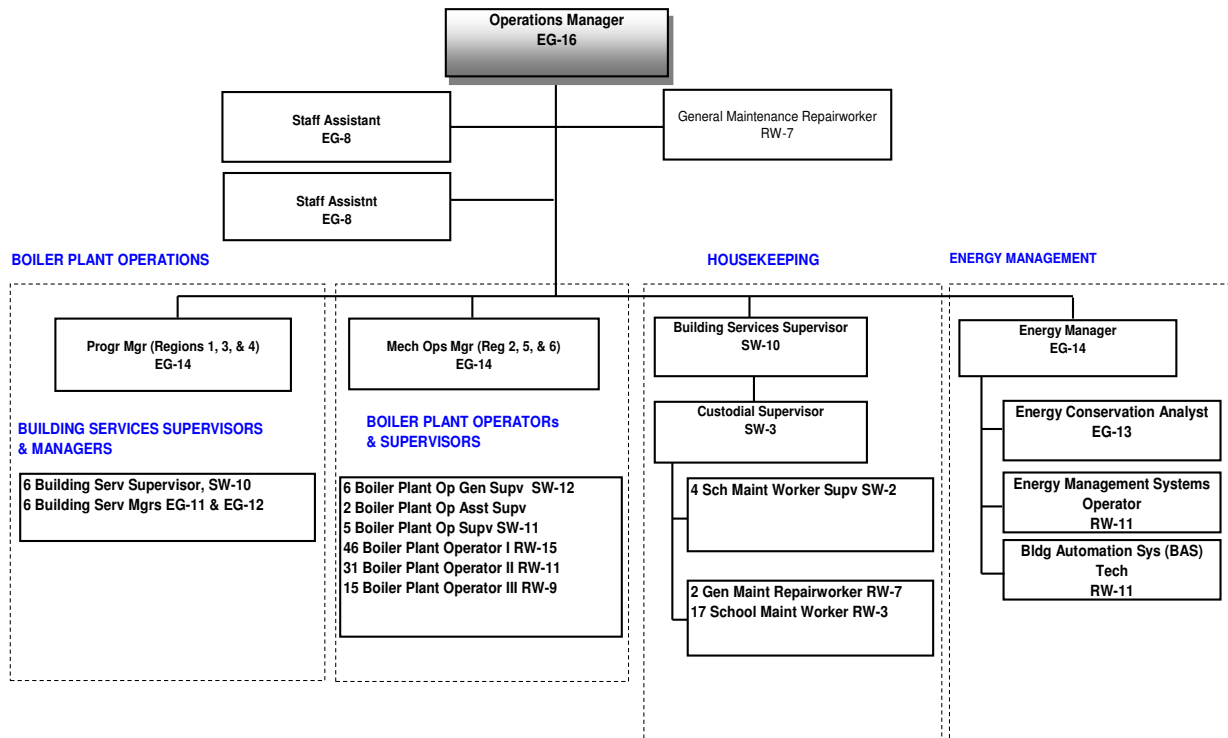 Operations Manager
EG-16
Staff Assistant
EG-8
General Maintenance Repairworker
RW-7
Staff Assistnt
EG-8
BOILER PLANT OPERATIONS
HOUSEKEEPING
ENERGY MANAGEMENT
Progr Mgr (Regions 1, 3, & 4)
EG-14
Mech Ops Mgr (Reg 2, 5, & 6)
EG-14
Building Services Supervisor
SW-10
Energy Manager
EG-14
BUILDING SERVICES SUPERVISORS
& MANAGERS
6 Building Serv Supervisor, SW-10
6 Building Serv Mgrs EG-11 & EG-12
BOILER PLANT OPERATORs
& SUPERVISORS
6 Boiler Plant Op Gen Supv SW-12
2 Boiler Plant Op Asst Supv
5 Boiler Plant Op Supv SW-11
46 Boiler Plant Operator I RW-15
31 Boiler Plant Operator II RW-11
15 Boiler Plant Operator III RW-9
Custodial Supervisor
SW-3
4 Sch Maint Worker Supv SW-2
2 Gen Maint Repairworker RW-7
17 School Maint Worker RW-3
Energy Conservation Analyst
EG-13
Energy Management Systems
Operator
RW-11
Bldg Automation Sys (BAS)
Tech
RW-11